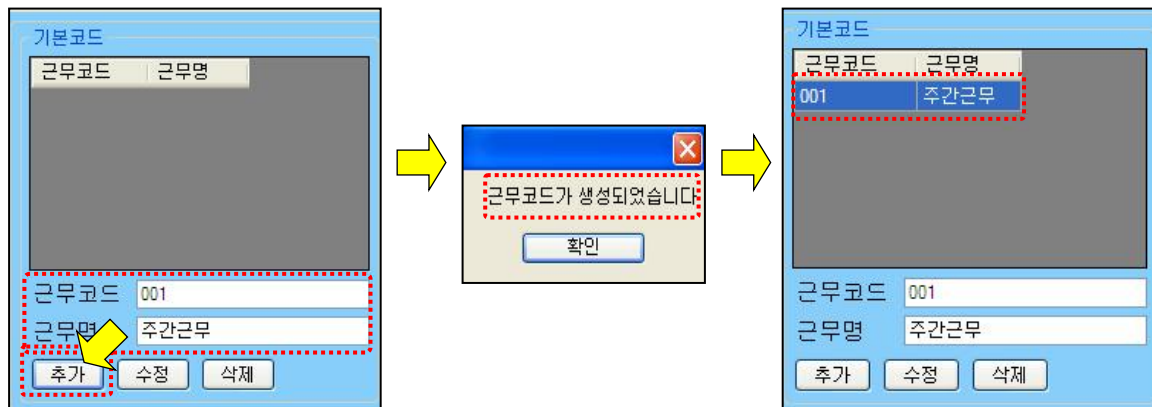 기본코드
근무코드 근무명
근무코드 001
근무명 주간근무
추가 수정 삭제
근무코드가 생성되었습니다
확인
기본코드
근무코드 근무명
001 주간근무
근무코드 001
근무명 주간근무
추가 수정 삭제